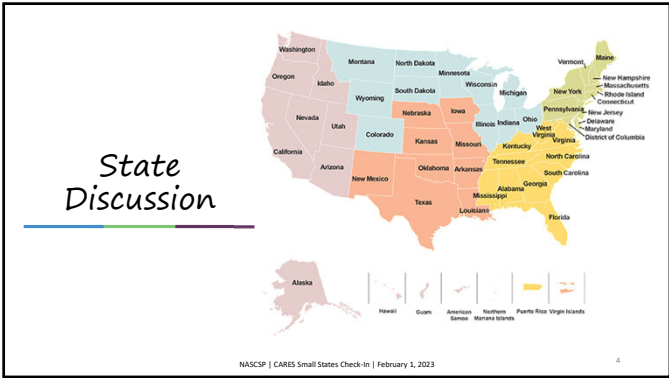 State
Discussion
Washington
Oregon
Idaho
Montana
North Dakota
Minnesota
Wisconsin
Michigan
South Dakota
Wyoming
Nevada
Utah
Colorado
California
Arizona
New Mexico
Nebraska
Iowa
Kansas
Missouri
Oklahoma
Arkansas
Texas
Louisiana
Illinois
Indiana
Ohio
Kentucky
Tennessee
Mississippi
Alabama
Georgia
Florida
West
Virginia
Virginia
North Carolina
South Carolina
Maine
Vermont
New Hampshire
Massachusetts
Rhode Island
Connecticut
New York
Pennsylvania
New Jersey
Delaware
Maryland
District of Columbia
Alaska
Hawaii
Guam
American
Samoa
Northern
Mariana Islands
Puerto Rico
Virgin Islands
NASCSP | CARES Small States Check-In | February 1, 2023
4